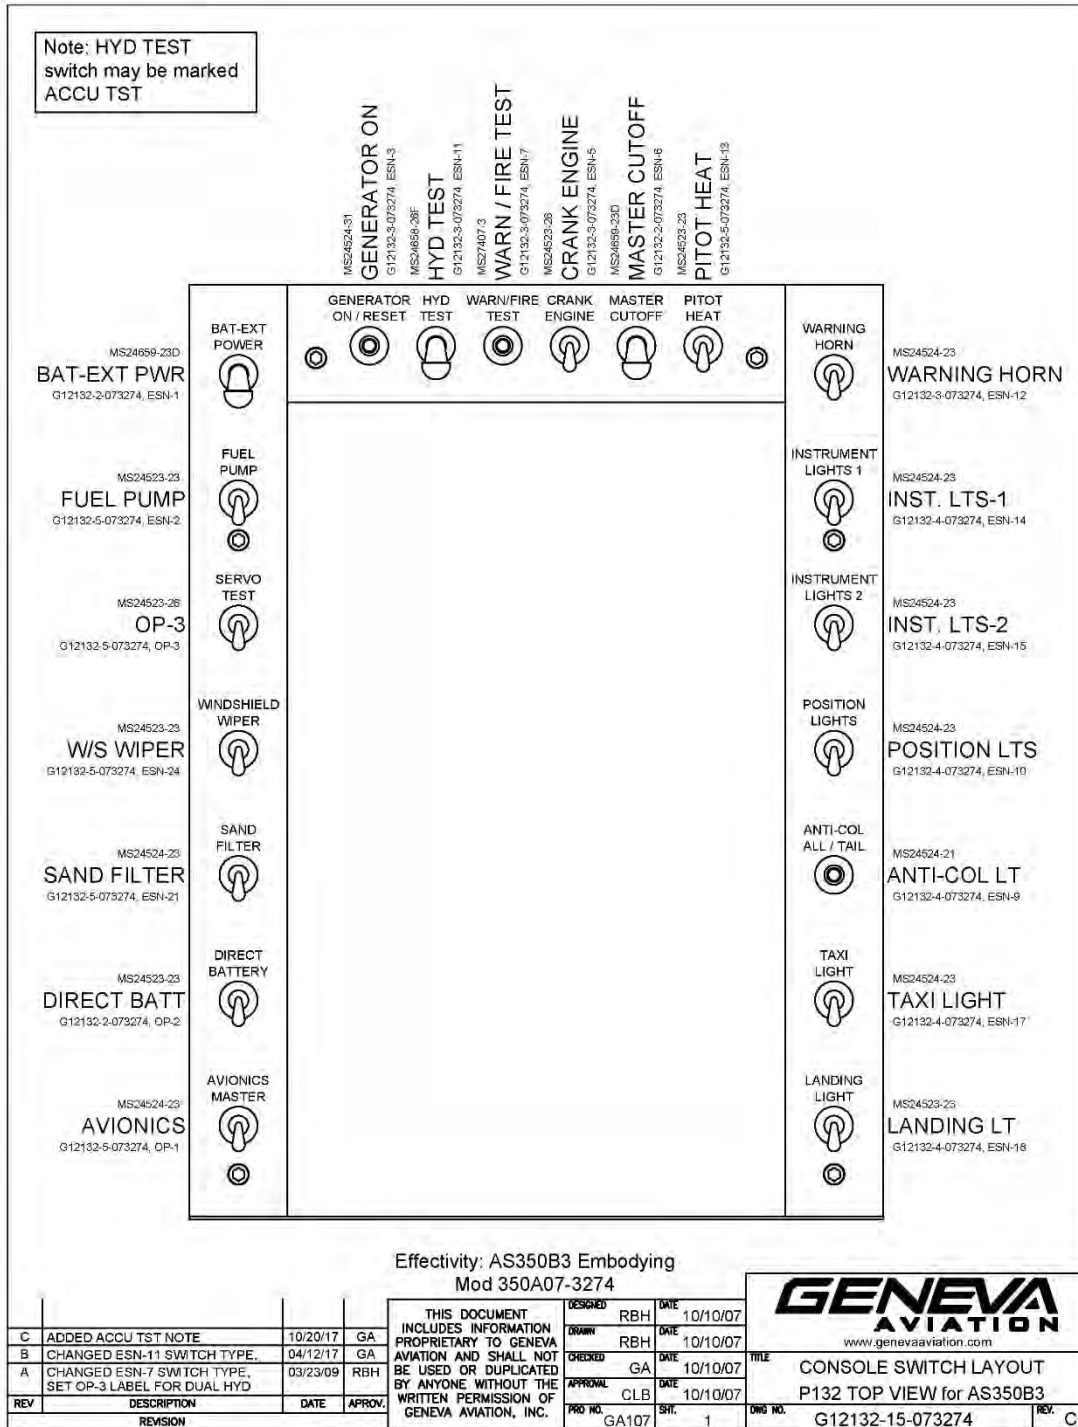 Note: HYD TEST
switch may be marked
ACCU TST
MS24524-31
GENERATOR ON
G12132-3-073274, ESN-3
MS24658-26F
HYD TEST
G12132-3-073274, ESN-11
MS27407-3
WARN / FIRE TEST
G12132-3-073274, ESN-7
MS24523-26
CRANK ENGINE
G12132-3-073274, ESN-5
MS24659-23D
MASTER CUTOFF
G12132-2-073274, ESN-6
MS24523-23
PITOT HEAT
G12132-5-073274, ESN-13
GENERATOR
ON / RESET
HYD
TEST
WARN/FIRE
TEST
CRANK
ENGINE
MASTER
CUTOFF
PITOT
HEAT
BAT-EXT
POWER
MS24659-23D
BAT-EXT PWR
G12132-2-073274, ESN-1
FUEL
PUMP
MS24523-23
FUEL PUMP
G12132-5-073274, ESN-2
SERVO
TEST
MS24523-26
OP-3
G12132-5-073274, OP-3
WINDSHIELD
WIPER
MS24523-23
W/S WIPER
G12132-5-073274, ESN-24
SAND
FILTER
MS24524-23
SAND FILTER
G12132-5-073274, ESN-21
DIRECT
BATTERY
MS24523-23
DIRECT BATT
G12132-2-073274, OP-2
AVIONICS
MASTER
MS24524-23
AVIONICS
G12132-5-073274, OP-1
WARNING
HORN
MS24524-23
WARNING HORN
G12132-3-073274, ESN-12
INSTRUMENT
LIGHTS 1
MS24524-23
INST. LTS-1
G12132-4-073274, ESN-14
INSTRUMENT
LIGHTS 2
MS24524-23
INST. LTS-2
G12132-4-073274, ESN-15
POSITION
LIGHTS
MS24524-23
POSITION LTS
G12132-4-073274, ESN-10
ANTI-COL
ALL / TAIL
MS24524-21
ANTI-COL LT
G12132-4-073274, ESN-9
TAXI
LIGHT
MS24524-23
TAXI LIGHT
G12132-4-073274, ESN-17
LANDING
LIGHT
MS24523-23
LANDING LT
G12132-4-073274, ESN-18
Effectivity: AS350B3 Embodying
Mod 350A07-3274
C ADDED ACCU TST NOTE 10/20/17 GA
B CHANGED ESN-11 SWITCH TYPE, 04/12/17 GA
A CHANGED ESN-7 SWITCH TYPE, 03/23/09 RBH
SET OP-3 LABEL FOR DUAL HYD
REV DESCRIPTION DATE APROV.
REVISION
THIS DOCUMENT
INCLUDES INFORMATION
PROPRIETARY TO GENEVA
AVIATION AND SHALL NOT
BE USED OR DUPLICATED
BY ANYONE WITHOUT THE
WRITTEN PERMISSION OF
GENEVA AVIATION, INC.
DESIGNED RBH DATE 10/10/07
DRAWN RBH DATE 10/10/07
CHECKED GA DATE 10/10/07
APPROVAL CLB DATE 10/10/07
PRO NO. GA107 SHT. 1
GENEVA
AVIATION
www.genevaaviation.com
TITLE CONSOLE SWITCH LAYOUT
P132 TOP VIEW for AS350B3
DWG NO. G12132-15-073274 REV. C